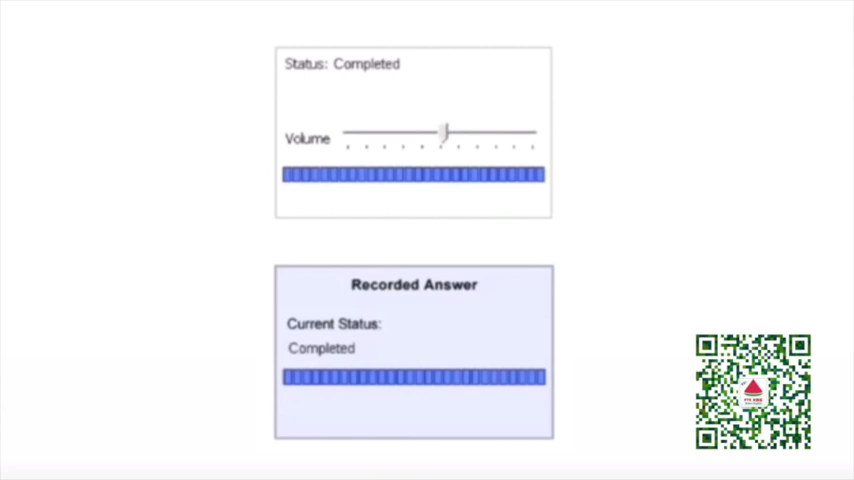 Status: Completed
Volume
Recorded Answer
Current Status:
Completed